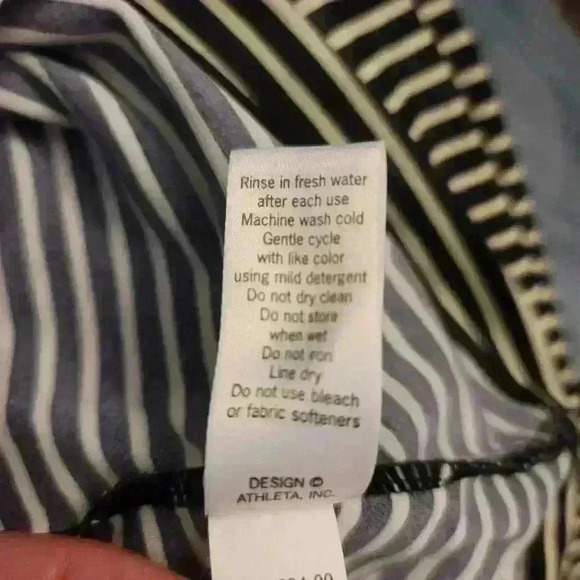 Rinse in fresh water
after each use
Machine wash cold
Gentle cycle
with like color
using mild detergent
Do not dry clean
Do not store
when wet
Do not iron
Line dry
Do not use bleach
or fabric softeners
DESIGN ©
ATHLETA, INC.